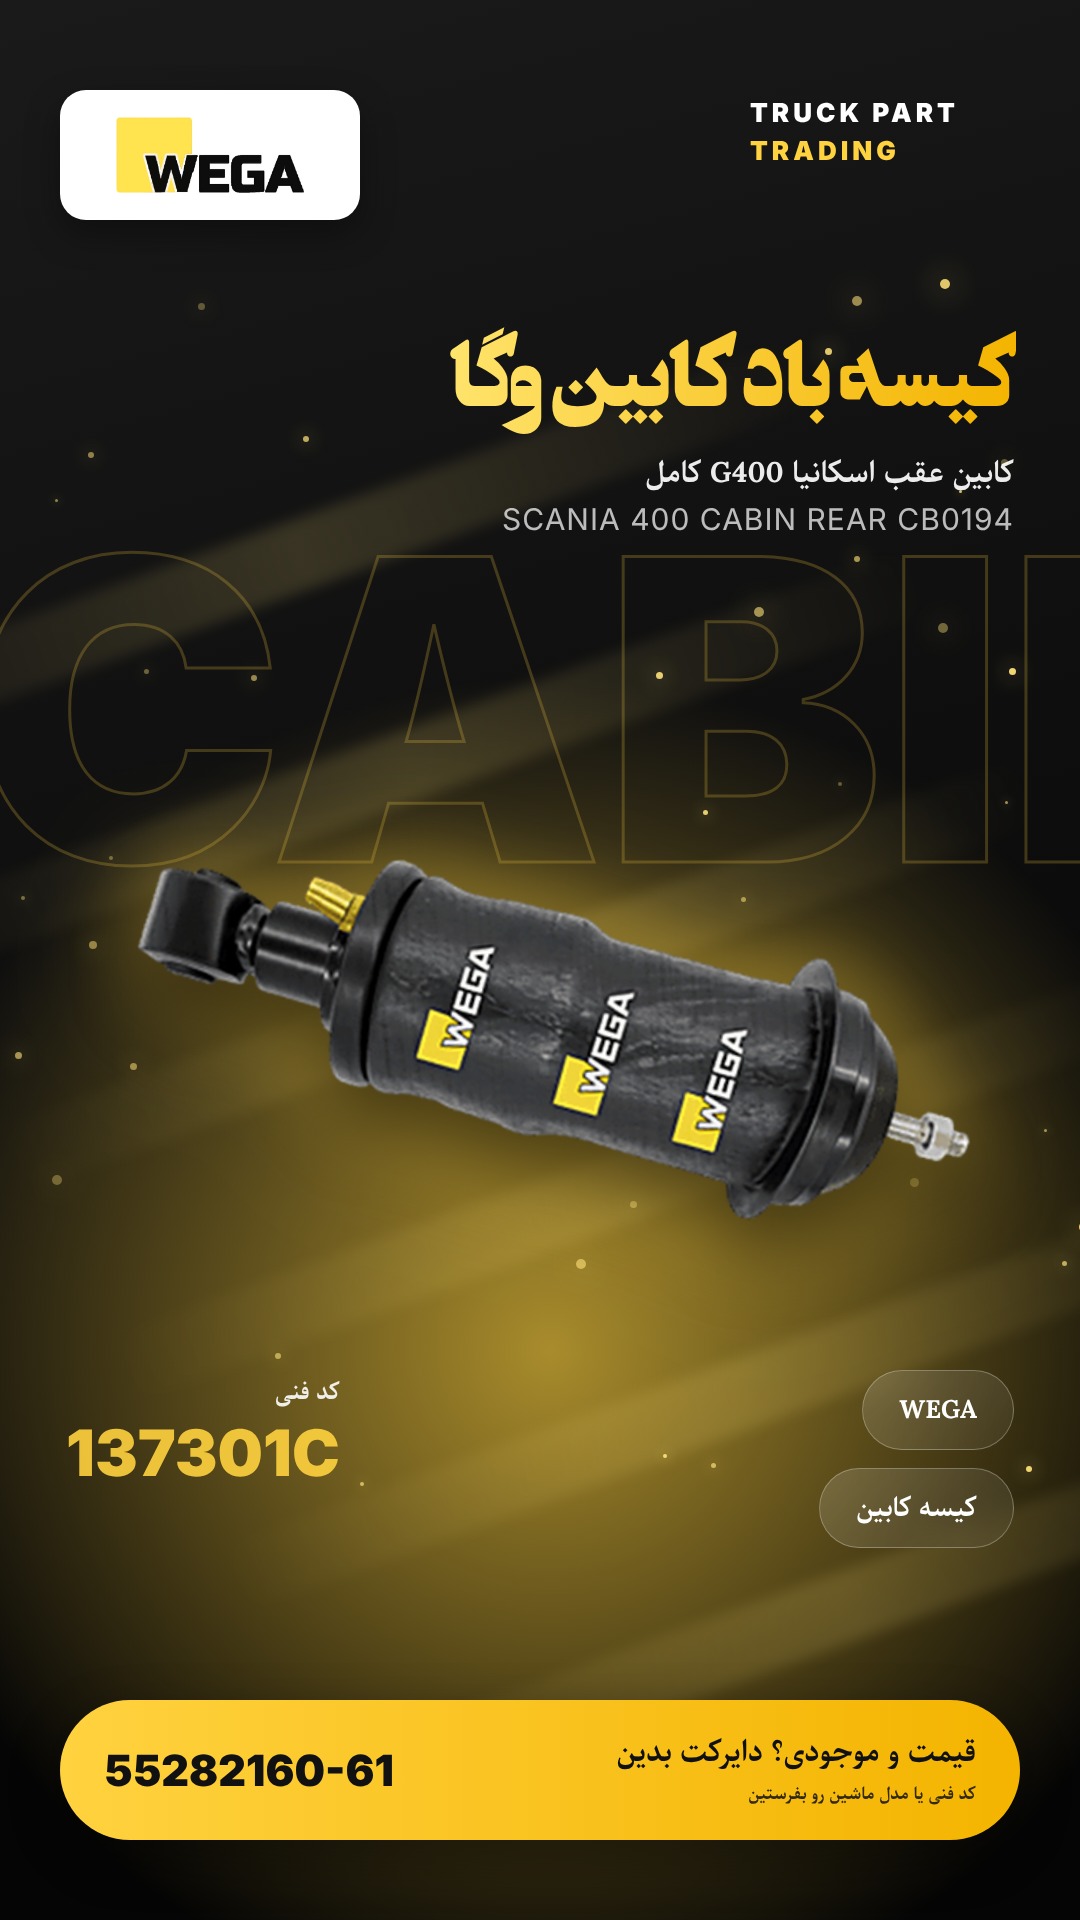 WEGA
TRUCK PART
TRADING
کیسه باد کابین وگا
کابین عقب اسکانیا G400 کامل
SCANIA 400 CABIN REAR CB0194
CABI
WEGA
WEGA
WEGA
کد فنی
137301C
WEGA
کیسه کابین
قیمت و موجودی؟ دایرکت بدین
کد فنی یا مدل ماشین رو بفرستین
55282160-61